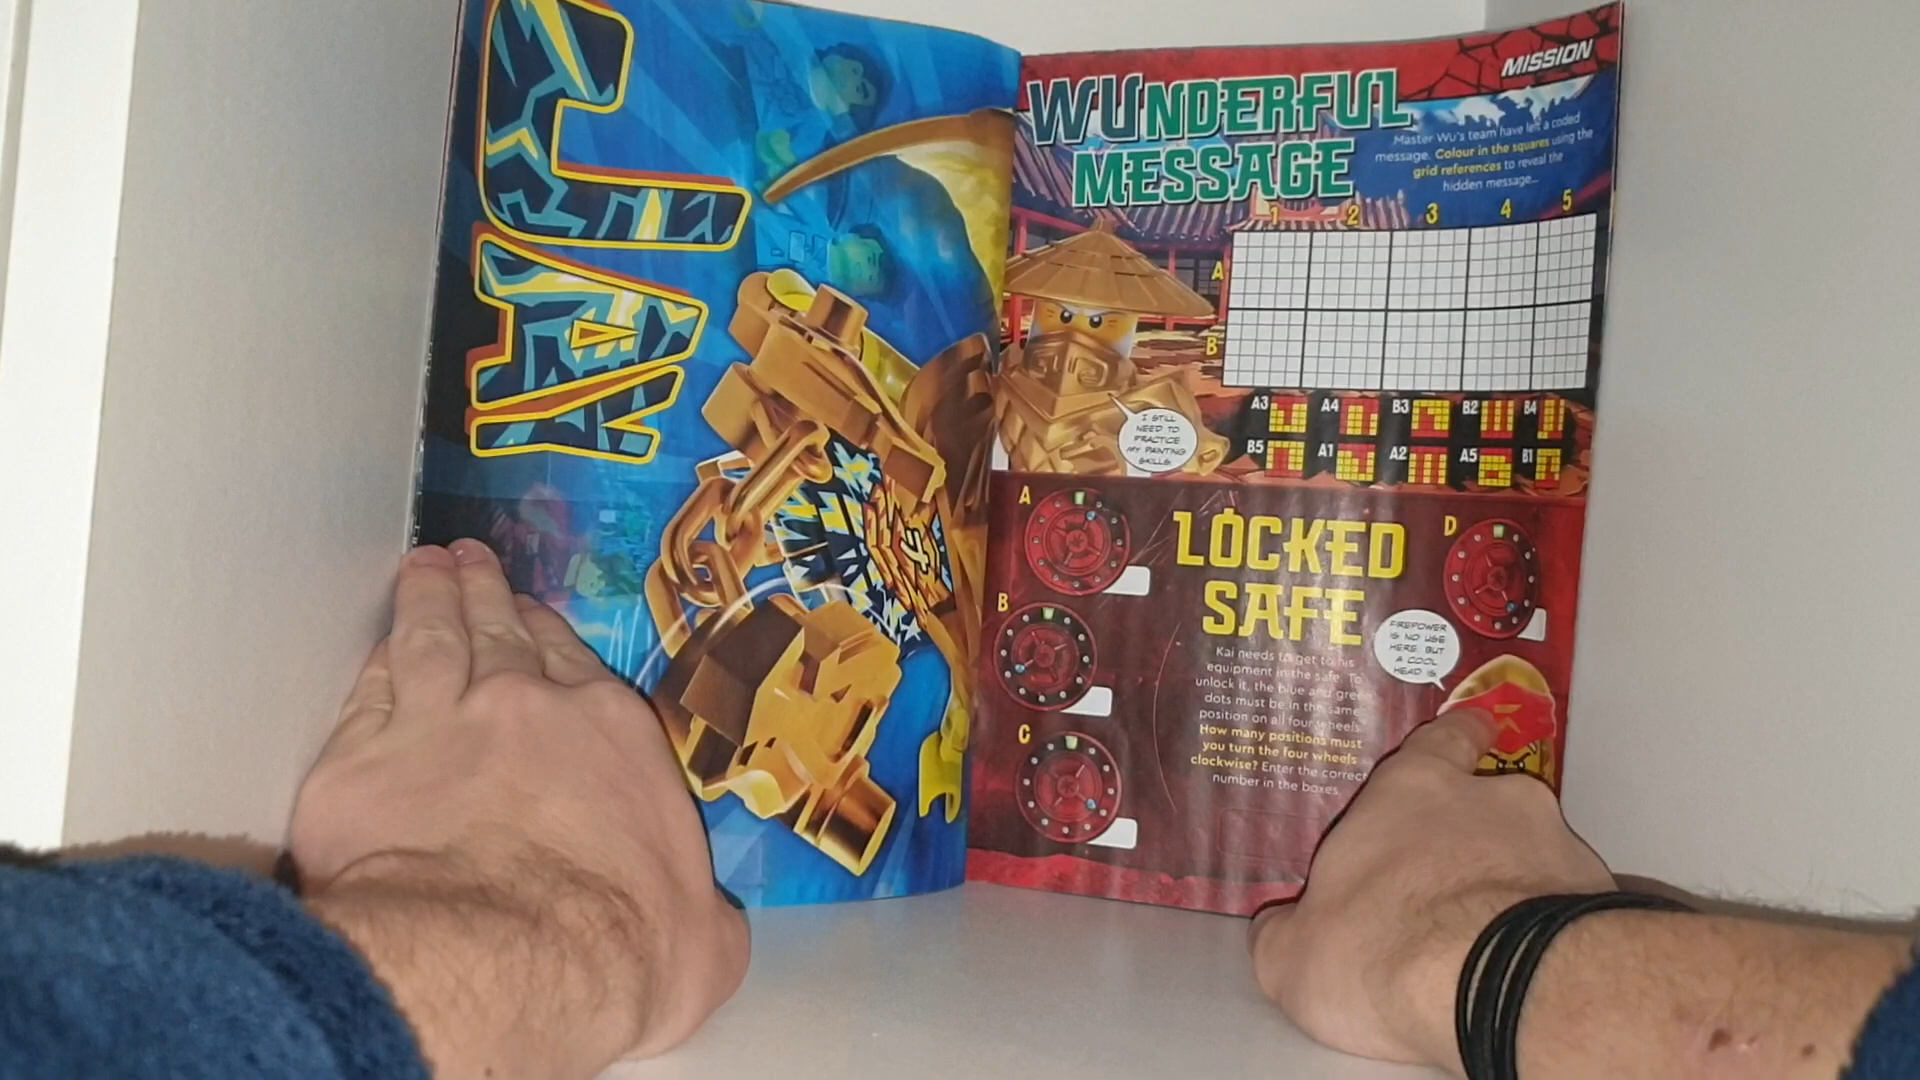 JAY
MISSION
WUNDERFUL
MESSAGE
Master Wu's team have left a coded
message. Colour in the squares using the
grid references to reveal the
hidden message...
1 2 3 4 5
A
B
A3 A4 B3 B2 B4
B5 A1 A2 A5 B1
I STILL
NEED TO
PRACTICE
MY PAINTING
SKILLS.
A
B
C
D
LOCKED
SAFE
Kai needs to get to his
equipment in the safe. To
unlock it, the blue and green
dots must be in the same
position on all four wheels.
How many positions must
you turn the four wheels
clockwise? Enter the correct
number in the boxes.
FIREPOWER
IS NO USE
HERE. BUT
A COOL
HEAD IS.